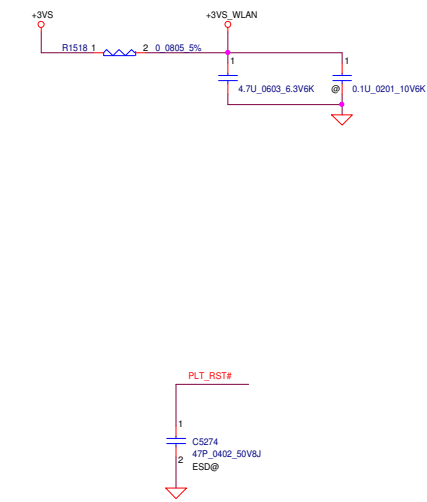 +3VS
+3VS_WLAN
R1518 1 2 0_0805_5%
1
1
4.7U_0603_6.3V6K
@ 0.1U_0201_10V6K
PLT_RST#
1
C5274
47P_0402_50V8J
2
ESD@